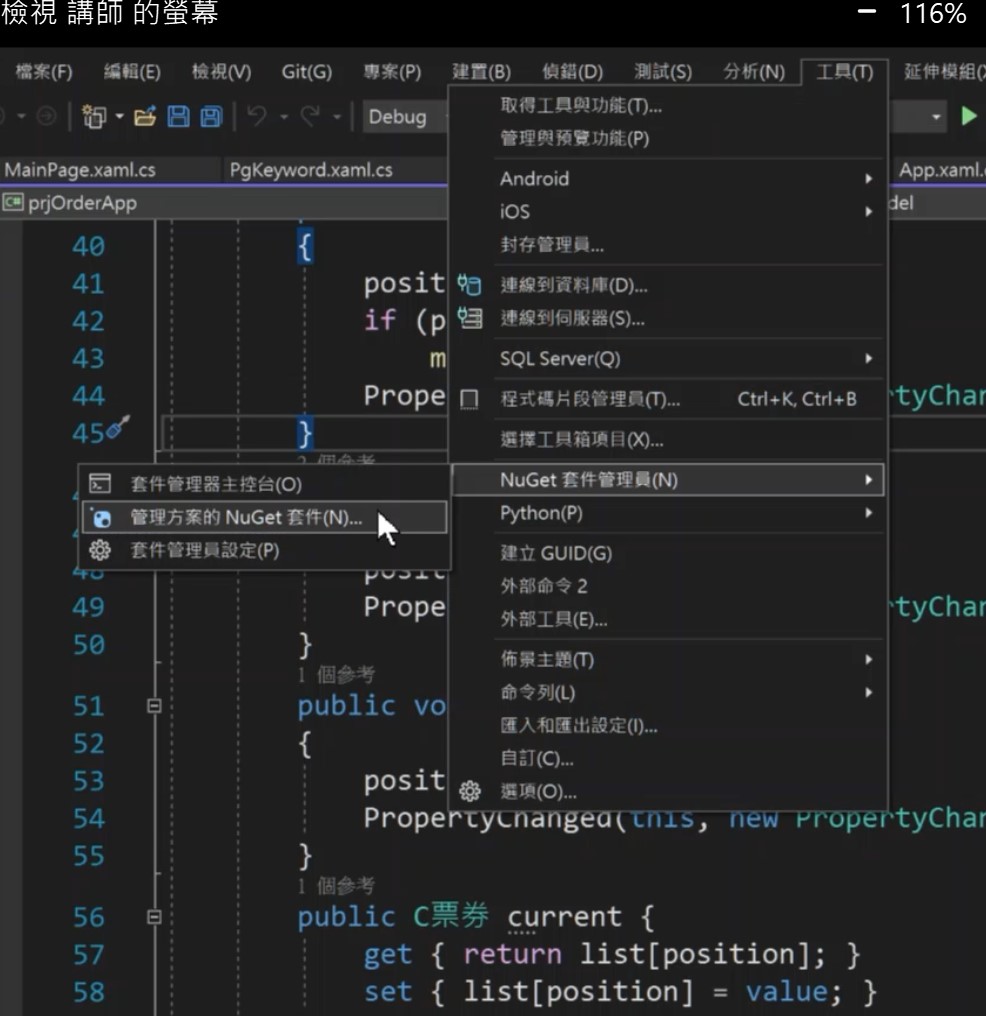 檢視 講師 的螢幕
116%
檔案(F) 編輯(E) 檢視(V) Git(G) 專案(P) 建置(B) 偵錯(D) 測試(S) 分析(N) 工具(T) 延伸模組(X
Debug
MainPage.xaml.cs PgKeyword.xaml.cs App.xaml.
prjOrderApp
del
取得工具與功能(T)...
管理與預覽功能(P)
Android
iOS
封存管理員...
連線到資料庫(D)...
連線到伺服器(S)...
SQL Server(Q)
程式碼片段管理員(T)... Ctrl+K, Ctrl+B
選擇工具箱項目(X)...
NuGet 套件管理員(N)
Python(P)
建立 GUID(G)
外部命令 2
外部工具(E)...
佈景主題(T)
命令列(L)
匯入和匯出設定(I)...
自訂(C)...
選項(O)...
套件管理器主控台(O)
管理方案的 NuGet 套件(N)...
套件管理員設定(P)
40 {
41 posit
42 if (p
43 m
44 Prope rtyChan
45 }
48 posit
49 Prope rtyChan
50 }
1 個參考
51 public vo
52 {
53 posit
54 PropertyChanged(this, new PropertyChan
55 }
1 個參考
56 public C票券 current {
57 get { return list[position]; }
58 set { list[position] = value; }